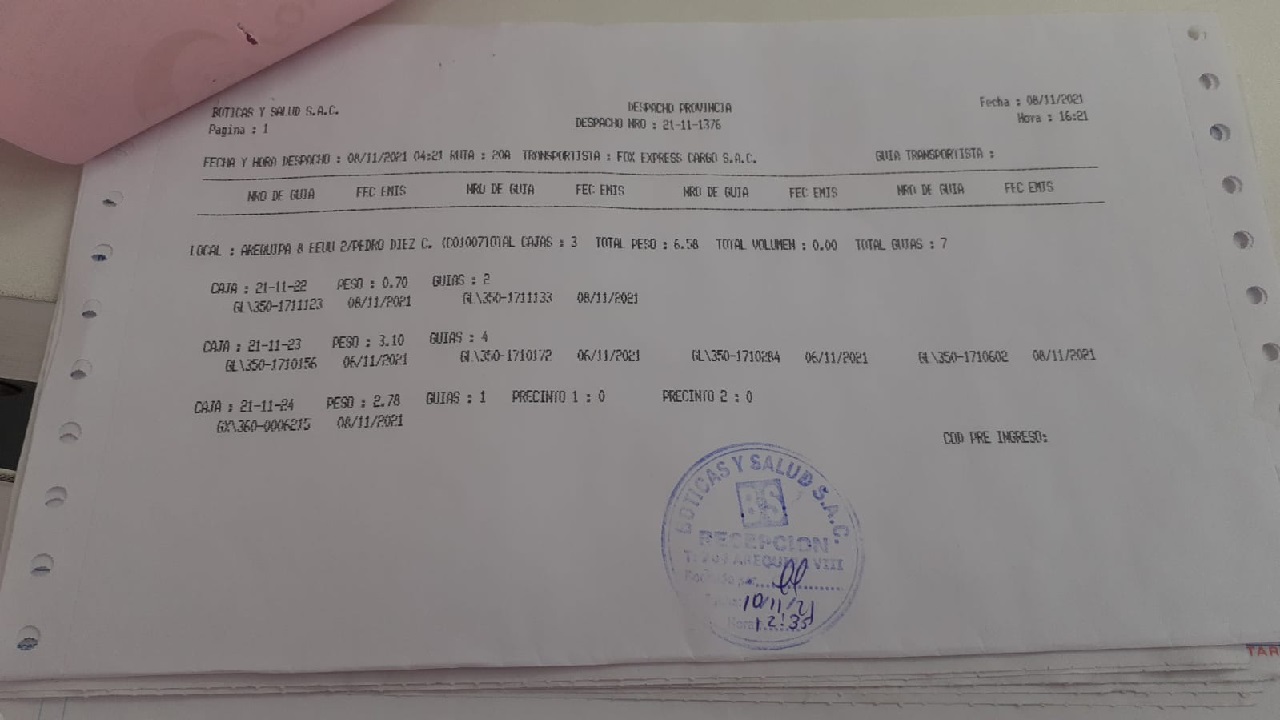 BOTICAS Y SALUD S.A.C.
DESPACHO PROVINCIA
Fecha : 08/11/2021
Pagina : 1
DESPACHO NRO : 21-11-1376
Hora : 16:21
FECHA Y HORA DESPACHO : 08/11/2021 04:21 RUTA : 20A TRANSPORTISTA : FOX EXPRESS CARGO S.A.C. GUIA TRANSPORTISTA :
NRO DE GUIA FEC EMIS NRO DE GUIA FEC EMIS NRO DE GUIA FEC EMIS NRO DE GUIA FEC EMIS
LOCAL : AREQUIPA 8 EEUU 2/PEDRO DIEZ C. CAJAS : 3 TOTAL PESO : 6.58 TOTAL VOLUMEN : 0.00 TOTAL GUIAS : 7
CAJA : 21-11-22 PESO : 0.70 GUIAS : 2
GL\350-1711123 08/11/2021 GL\350-1711133 08/11/2021
CAJA : 21-11-23 PESO : 3.10 GUIAS : 4
GL\350-1710156 06/11/2021 GL\350-1710172 06/11/2021 GL\350-1710284 06/11/2021 GL\350-1710602 08/11/2021
CAJA : 21-11-24 PESO : 2.78 GUIAS : 1 PRECINTO 1 : 0 PRECINTO 2 : 0
GX\360-0006215 08/11/2021
COD PRE INGRESO:
BOTICAS Y SALUD S.A.C.
BS
RECEPCION
AREQUIPA VIII
Hora
TAR